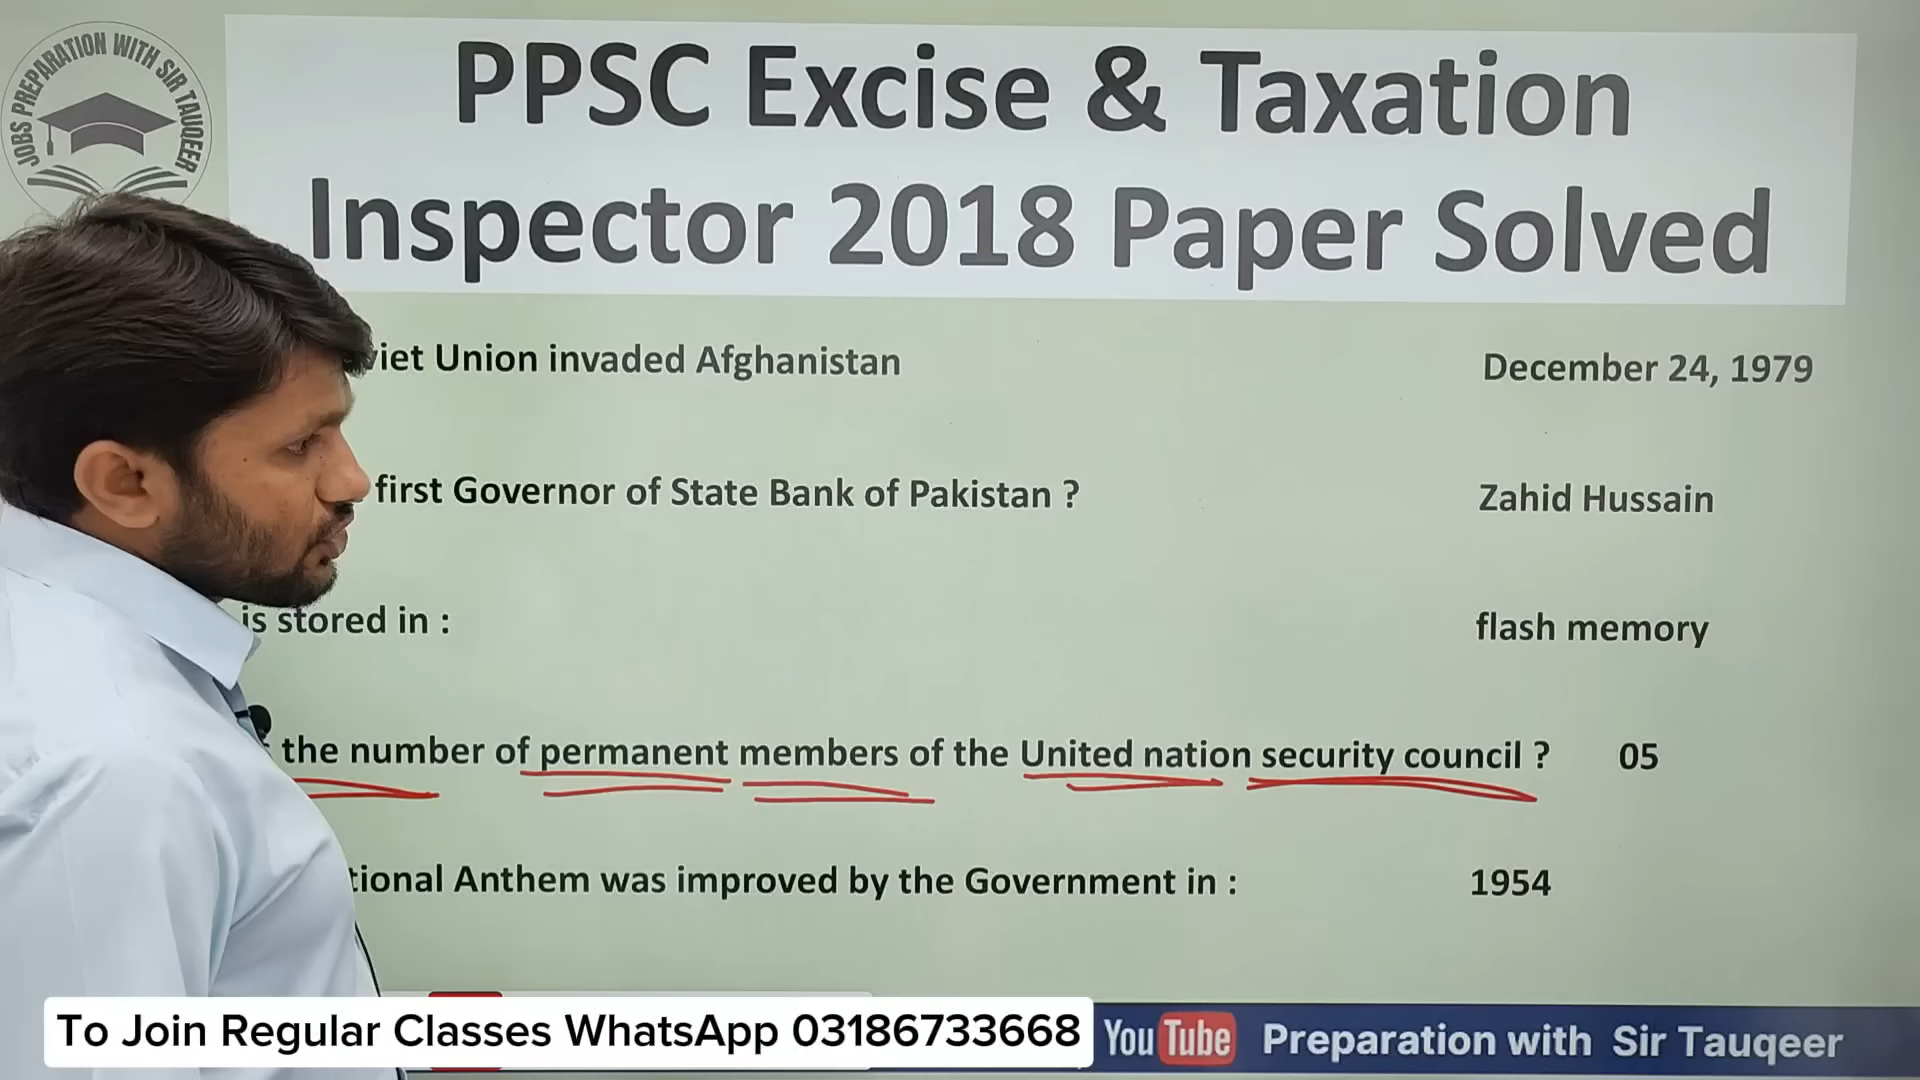 JOBS PREPARATION WITH SIR TAUQEER
PPSC Excise & Taxation
Inspector 2018 Paper Solved
viet Union invaded Afghanistan December 24, 1979
first Governor of State Bank of Pakistan ? Zahid Hussain
is stored in : flash memory
the number of permanent members of the United nation security council ? 05
tional Anthem was improved by the Government in : 1954
To Join Regular Classes WhatsApp 03186733668
YouTube Preparation with Sir Tauqeer